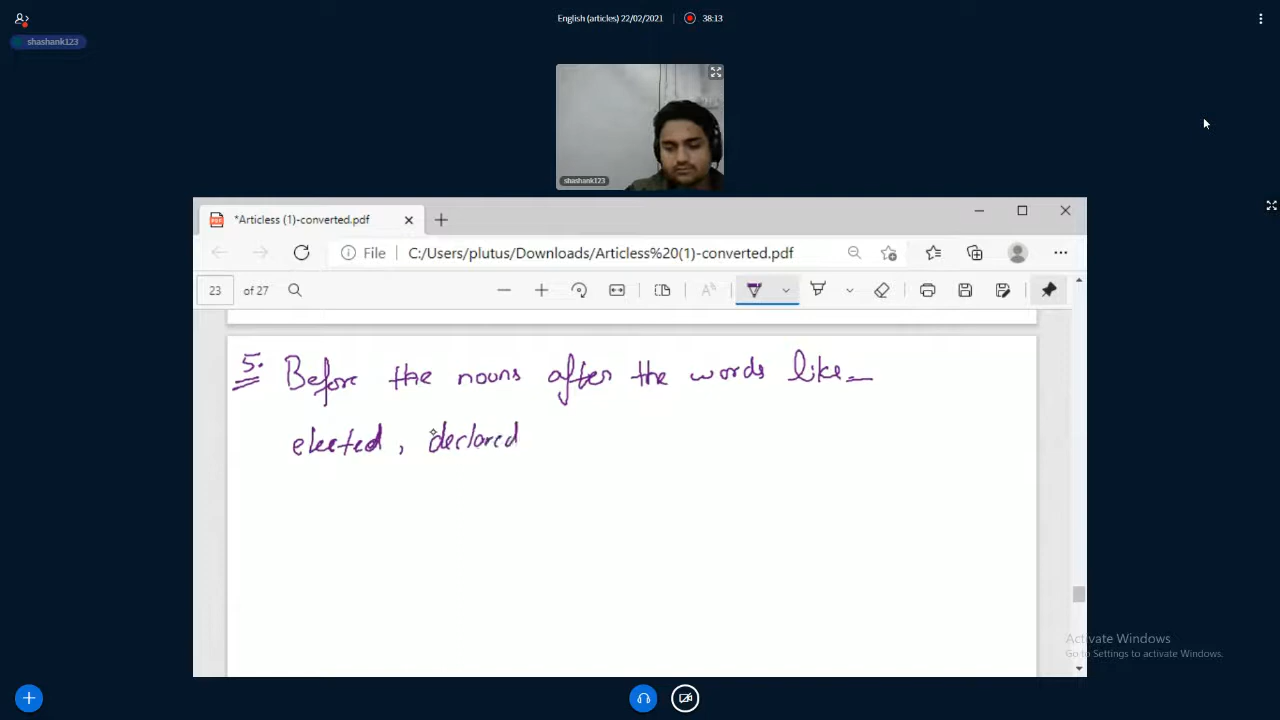 English (articles) 22/02/2021 38:13
shashank123
shashank123
*Articless (1)-converted.pdf
File C:/Users/plutus/Downloads/Articless%20(1)-converted.pdf
23 of 27
5. Before the nouns after the words like_
elected, declared
Activate Windows
Go to Settings to activate Windows.